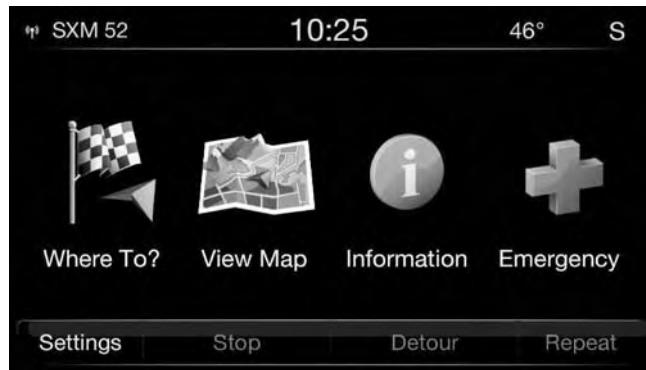 SXM 52 10:25 46° S
Where To? View Map Information Emergency
Settings Stop Detour Repeat